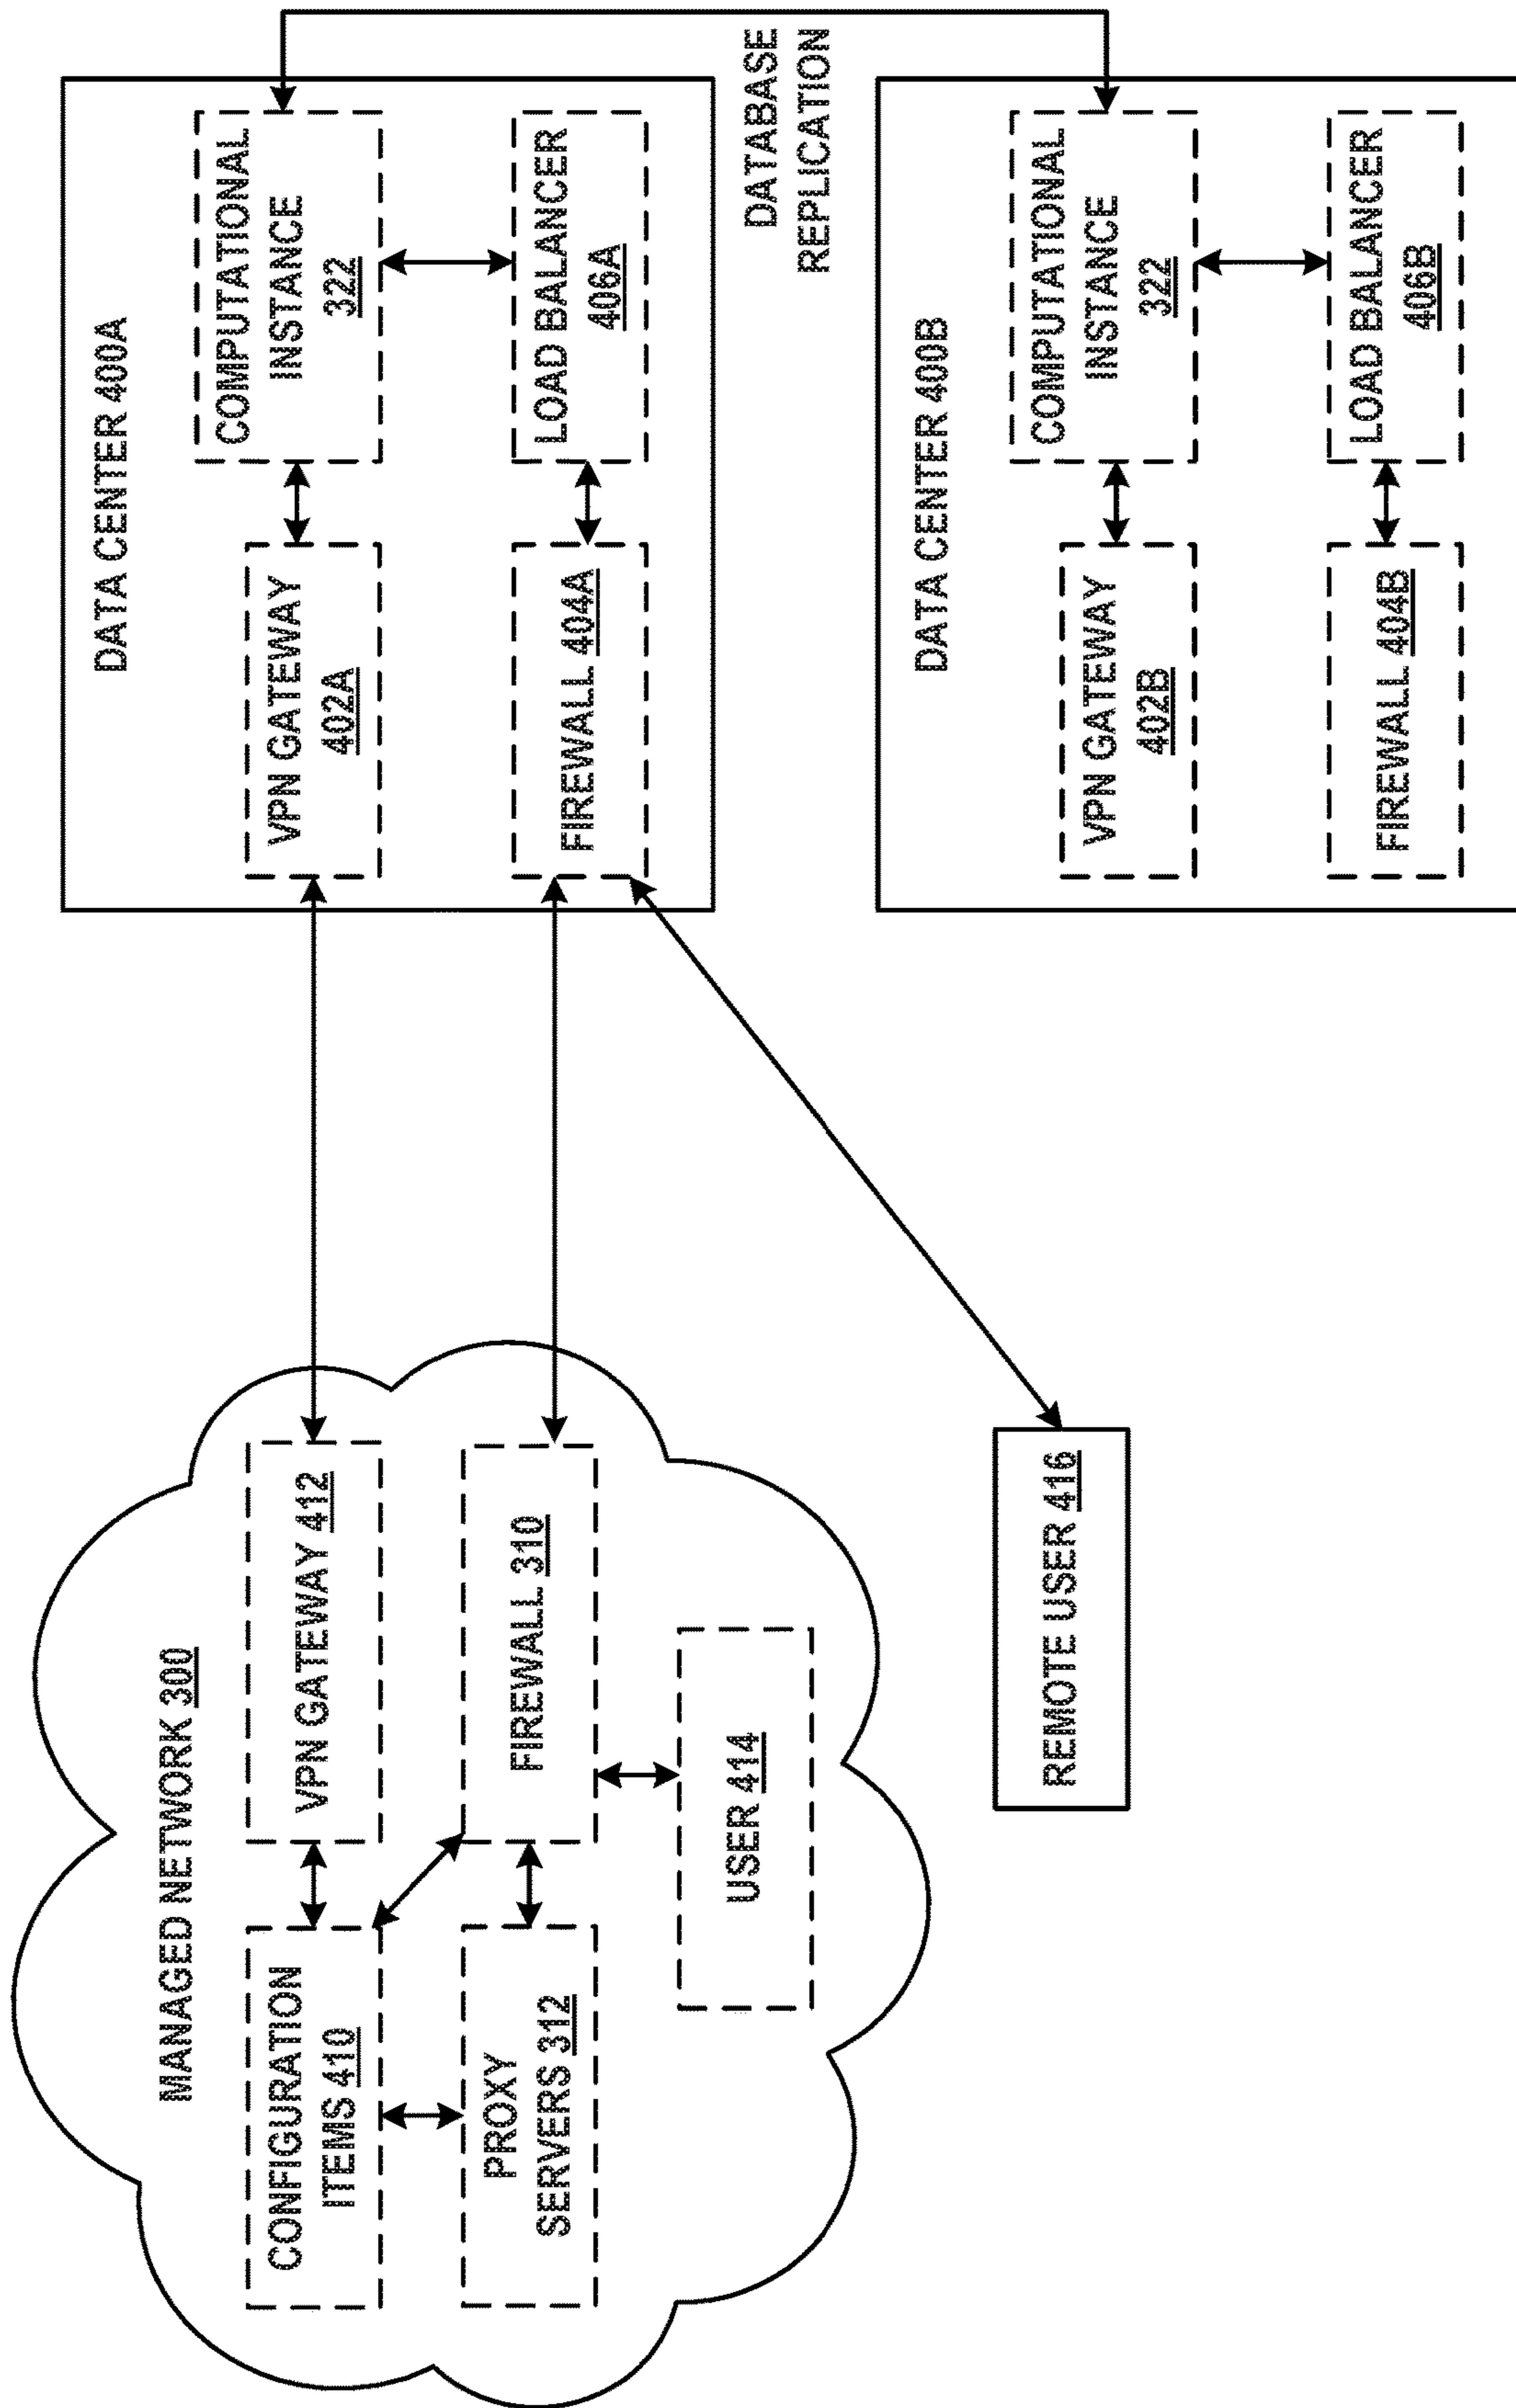 MANAGED NETWORK 300
CONFIGURATION
ITEMS 410
VPN GATEWAY 412
PROXY
SERVERS 312
FIREWALL 310
USER 414
REMOTE USER 416
DATA CENTER 400A
VPN GATEWAY
402A
COMPUTATIONAL
INSTANCE
322
FIREWALL 404A
LOAD BALANCER
406A
DATABASE
REPLICATION
DATA CENTER 400B
VPN GATEWAY
402B
COMPUTATIONAL
INSTANCE
322
FIREWALL 404B
LOAD BALANCER
406B